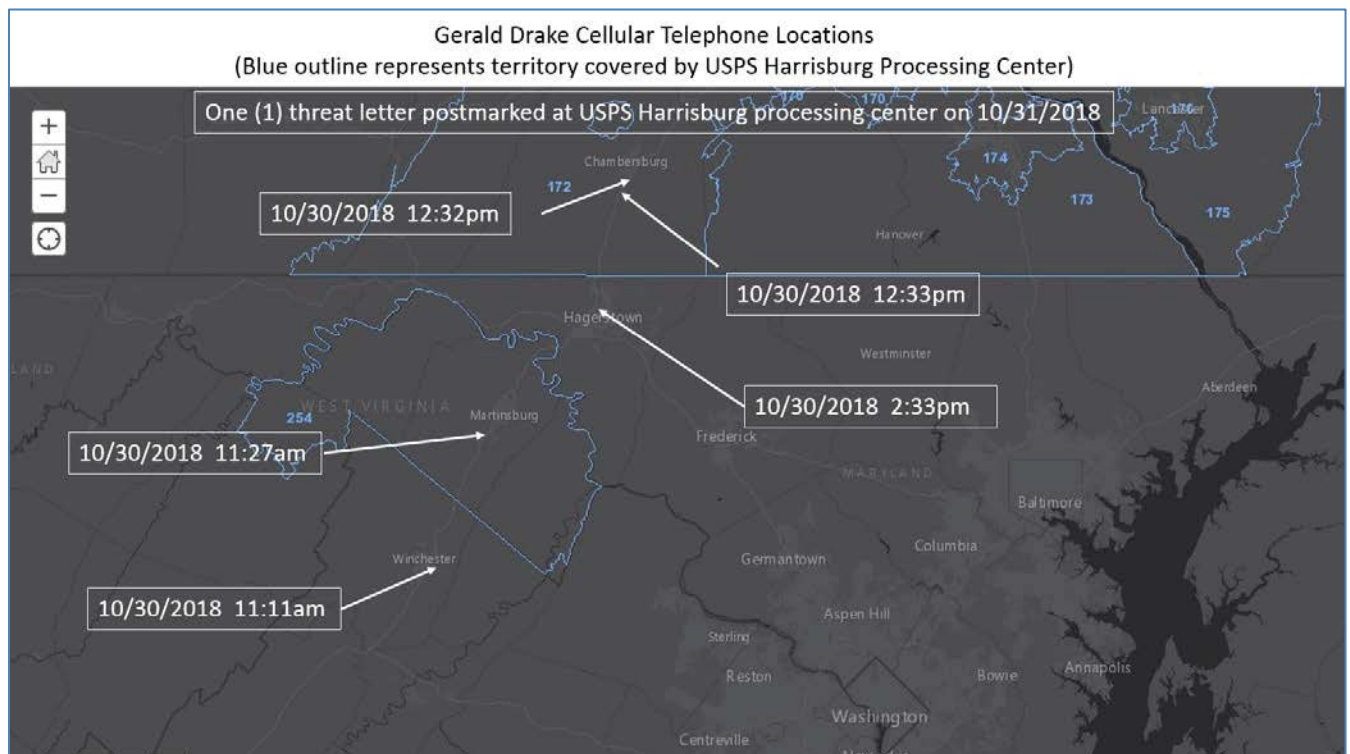 Gerald Drake Cellular Telephone Locations
(Blue outline represents territory covered by USPS Harrisburg Processing Center)
One (1) threat letter postmarked at USPS Harrisburg processing center on 10/31/2018
170
170
Lancaster
176
+
−
Chambersburg
174
172
173
175
10/30/2018 12:32pm
Hanover
10/30/2018 12:33pm
Hagerstown
Westminster
LAND
Aberdeen
WEST VIRGINIA
254
Martinsburg
10/30/2018 2:33pm
Frederick
10/30/2018 11:27am
MARYLAND
Baltimore
Winchester
Germantown
Columbia
10/30/2018 11:11am
Aspen Hill
Sterling
Reston
Bowie
Annapolis
Washington
Centreville